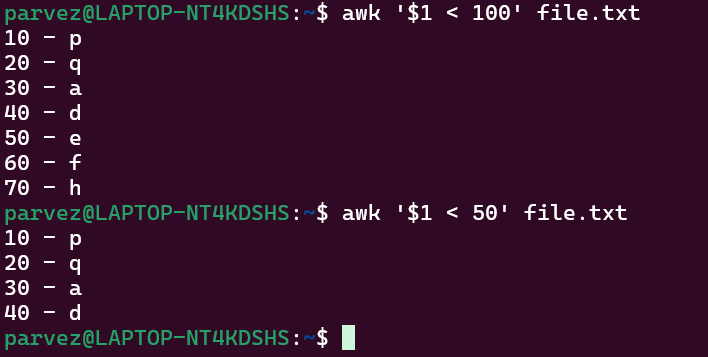 parvez@LAPTOP-NT4KDSHS:~$ awk '$1 < 100' file.txt
10 - p
20 - q
30 - a
40 - d
50 - e
60 - f
70 - h
parvez@LAPTOP-NT4KDSHS:~$ awk '$1 < 50' file.txt
10 - p
20 - q
30 - a
40 - d
parvez@LAPTOP-NT4KDSHS:~$